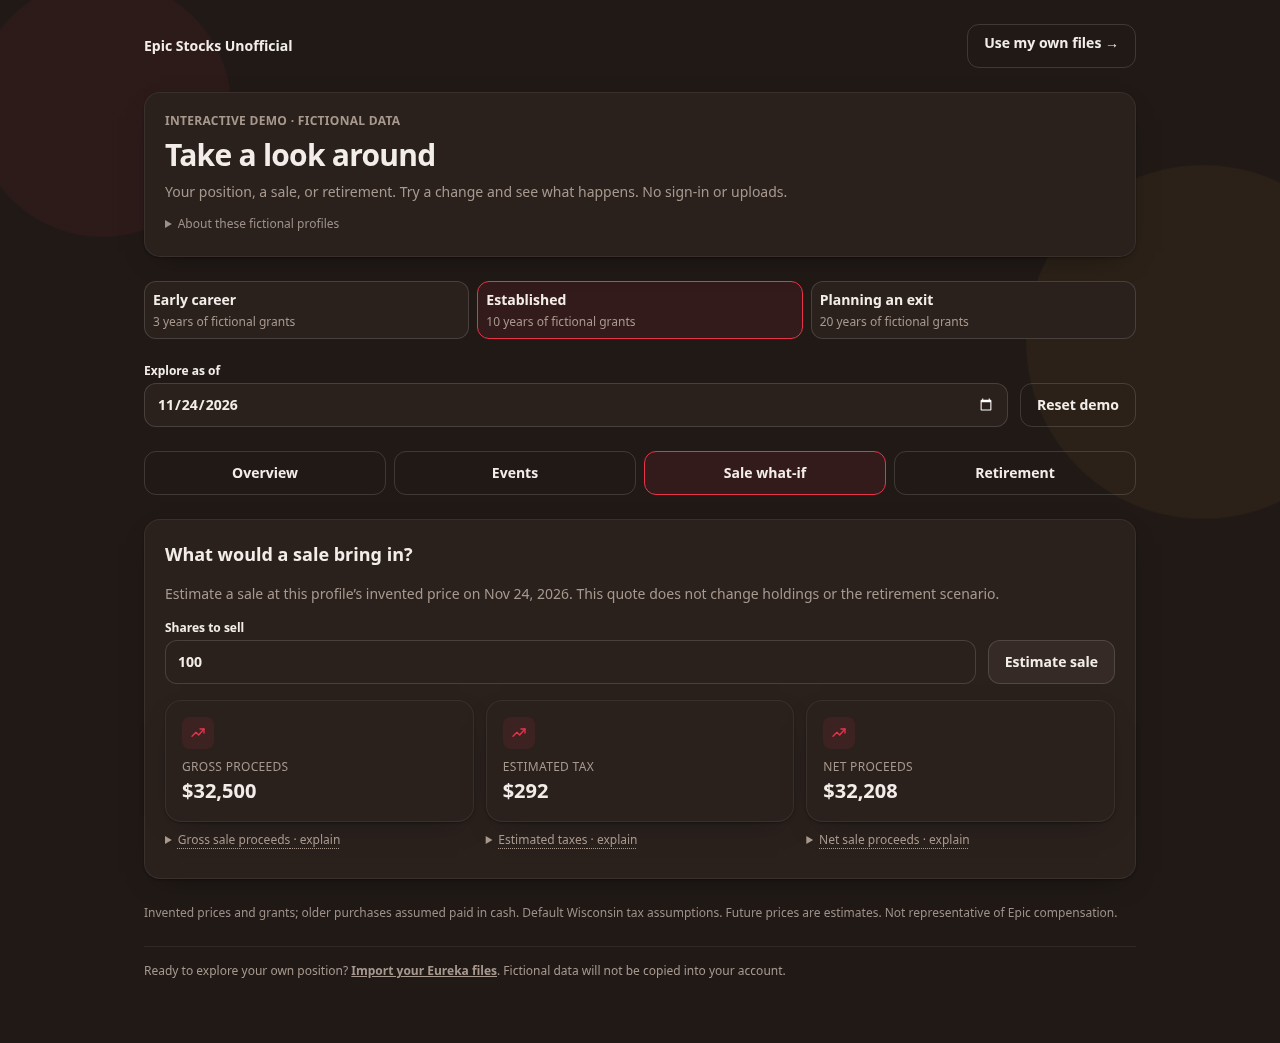 Epic Stocks Unofficial
Use my own files →
INTERACTIVE DEMO · FICTIONAL DATA
Take a look around
Your position, a sale, or retirement. Try a change and see what happens. No sign-in or uploads.
About these fictional profiles
Early career
3 years of fictional grants
Established
10 years of fictional grants
Planning an exit
20 years of fictional grants
Explore as of
11/24/2026
Reset demo
Overview
Events
Sale what-if
Retirement
What would a sale bring in?
Estimate a sale at this profile’s invented price on Nov 24, 2026. This quote does not change holdings or the retirement scenario.
Shares to sell
100
Estimate sale
GROSS PROCEEDS
$32,500
ESTIMATED TAX
$292
NET PROCEEDS
$32,208
Gross sale proceeds · explain
Estimated taxes · explain
Net sale proceeds · explain
Invented prices and grants; older purchases assumed paid in cash. Default Wisconsin tax assumptions. Future prices are estimates. Not representative of Epic compensation.
Ready to explore your own position? Import your Eureka files. Fictional data will not be copied into your account.